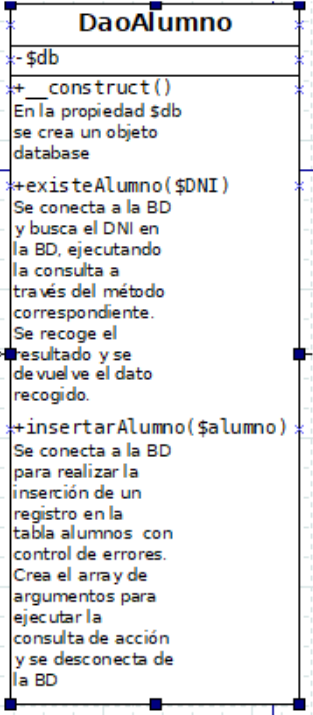 DaoAlumno
-$db
+__construct()
En la propiedad $db
se crea un objeto
database
+existeAlumno($DNI)
Se conecta a la BD
y busca el DNI en
la BD, ejecutando
la consulta a
través del método
correspondiente.
Se recoge el
resultado y se
devuelve el dato
recogido.
+insertarAlumno($alumno)
Se conecta a la BD
para realizar la
inserción de un
registro en la
tabla alumnos con
control de errores.
Crea el array de
argumentos para
ejecutar la
consulta de acción
y se desconecta de
la BD